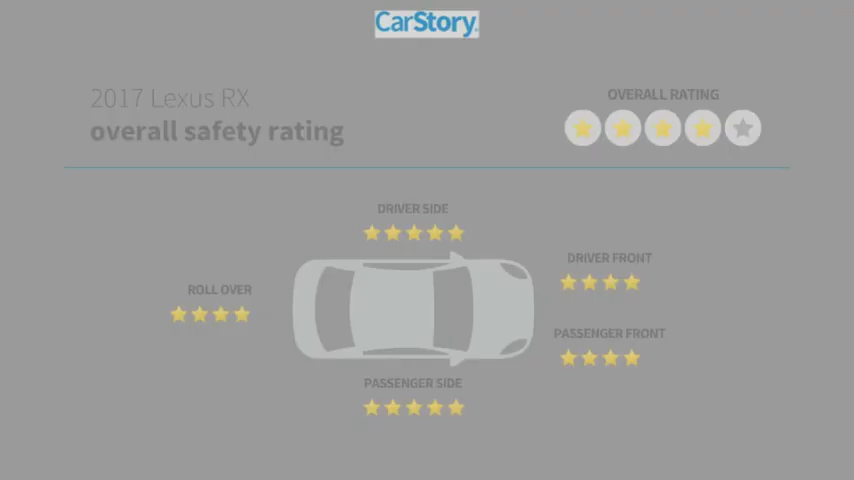 CarStory.
2017 Lexus RX
overall safety rating
OVERALL RATING
DRIVER SIDE
DRIVER FRONT
ROLL OVER
PASSENGER FRONT
PASSENGER SIDE